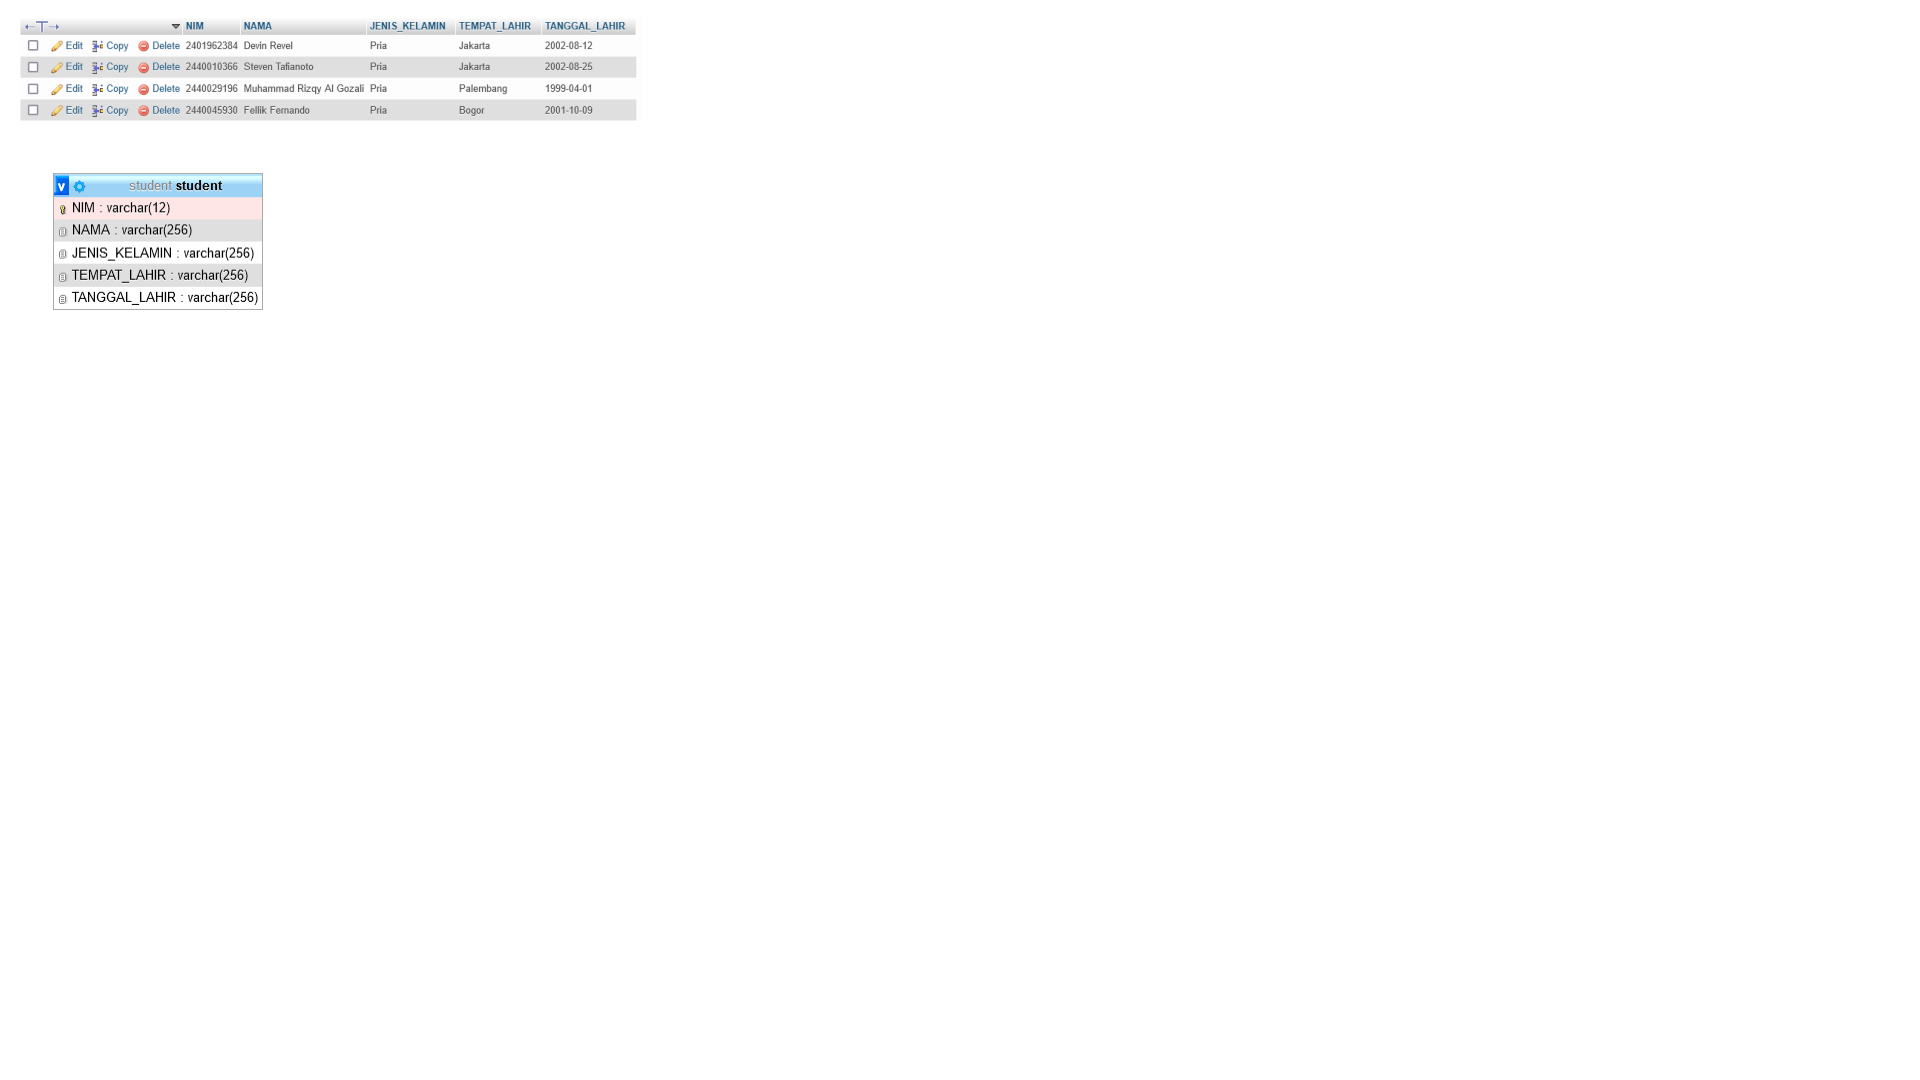 NIM NAMA JENIS_KELAMIN TEMPAT_LAHIR TANGGAL_LAHIR
Edit Copy Delete 2401962384 Devin Revel Pria Jakarta 2002-08-12
Edit Copy Delete 2440010366 Steven Tafianoto Pria Jakarta 2002-08-25
Edit Copy Delete 2440029196 Muhammad Rizqy Al Gozali Pria Palembang 1999-04-01
Edit Copy Delete 2440045930 Fellik Fernando Pria Bogor 2001-10-09
v student student
NIM : varchar(12)
NAMA : varchar(256)
JENIS_KELAMIN : varchar(256)
TEMPAT_LAHIR : varchar(256)
TANGGAL_LAHIR : varchar(256)